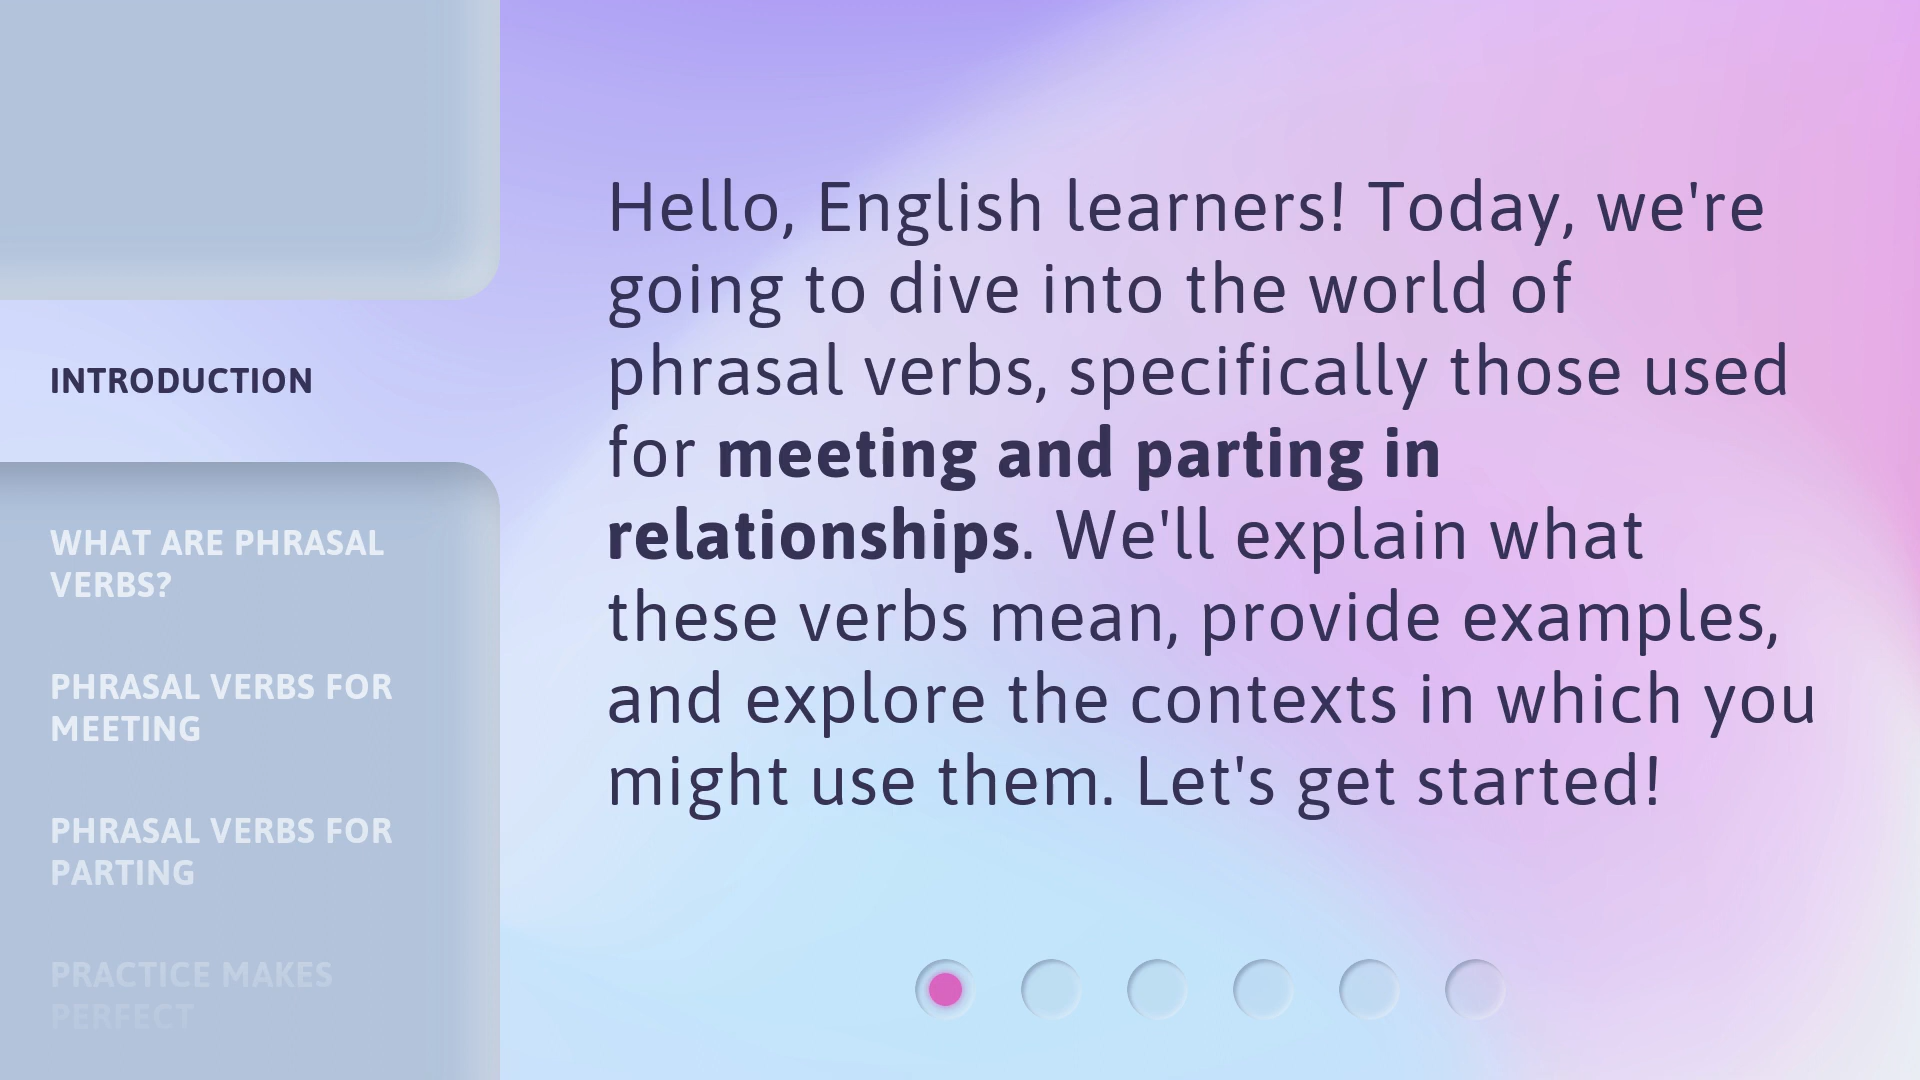 INTRODUCTION
WHAT ARE PHRASAL
VERBS?
PHRASAL VERBS FOR
MEETING
PHRASAL VERBS FOR
PARTING
PRACTICE MAKES
PERFECT
Hello, English learners! Today, we're
going to dive into the world of
phrasal verbs, specifically those used
for meeting and parting in
relationships. We'll explain what
these verbs mean, provide examples,
and explore the contexts in which you
might use them. Let's get started!